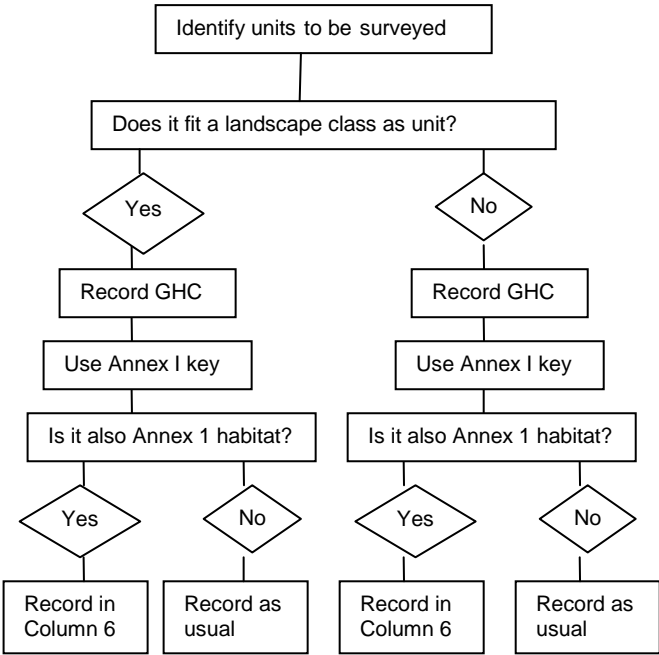 Identify units to be surveyed
Does it fit a landscape class as unit?
Yes
No
Record GHC
Record GHC
Use Annex I key
Use Annex I key
Is it also Annex 1 habitat?
Is it also Annex 1 habitat?
Yes
No
Yes
No
Record in
Column 6
Record as
usual
Record in
Column 6
Record as
usual